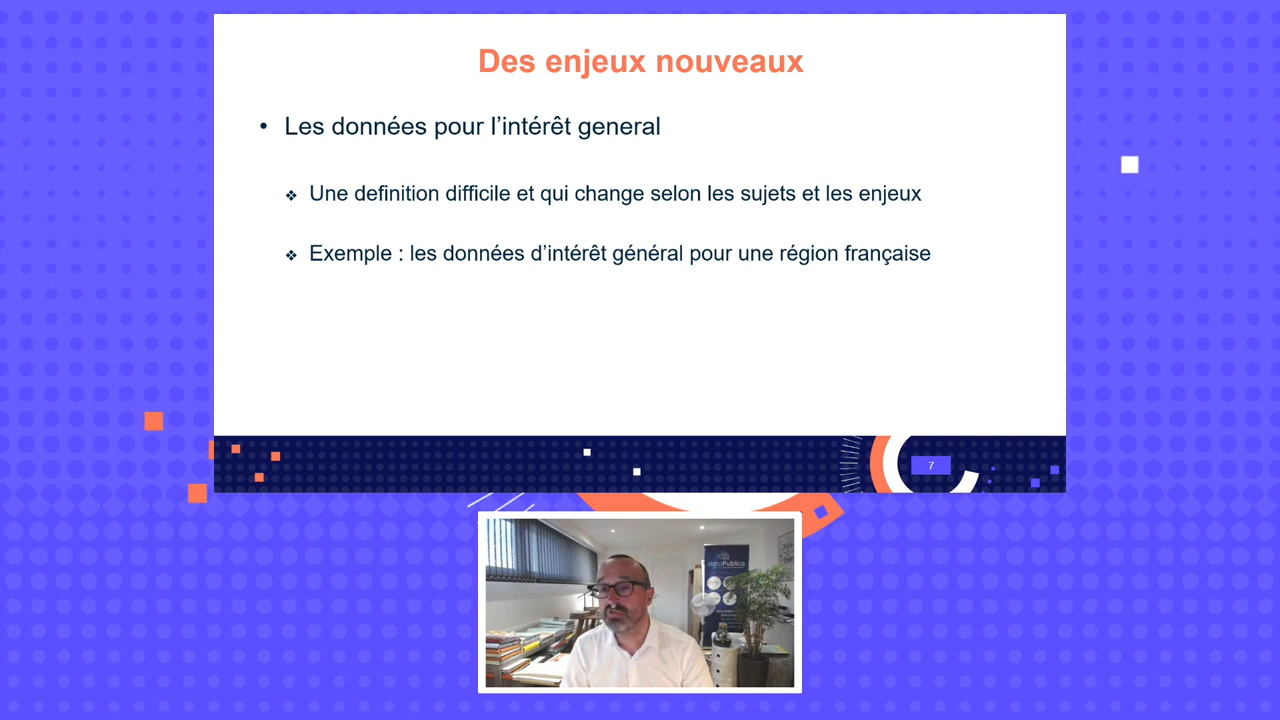 Des enjeux nouveaux
• Les données pour l’intérêt general
❖ Une definition difficile et qui change selon les sujets et les enjeux
❖ Exemple : les données d’intérêt général pour une région française
7
dataPublica